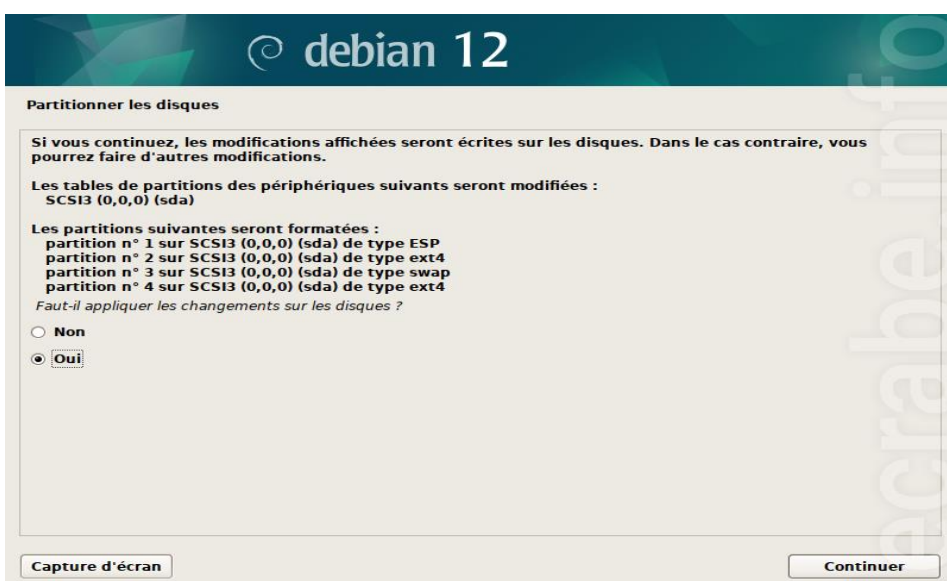 debian 12
Partitionner les disques
Si vous continuez, les modifications affichées seront écrites sur les disques. Dans le cas contraire, vous
pourrez faire d'autres modifications.
Les tables de partitions des périphériques suivants seront modifiées :
SCSI3 (0,0,0) (sda)
Les partitions suivantes seront formatées :
partition n° 1 sur SCSI3 (0,0,0) (sda) de type ESP
partition n° 2 sur SCSI3 (0,0,0) (sda) de type ext4
partition n° 3 sur SCSI3 (0,0,0) (sda) de type swap
partition n° 4 sur SCSI3 (0,0,0) (sda) de type ext4
Faut-il appliquer les changements sur les disques ?
Non
Oui
Capture d'écran
Continuer
ecrabe.info